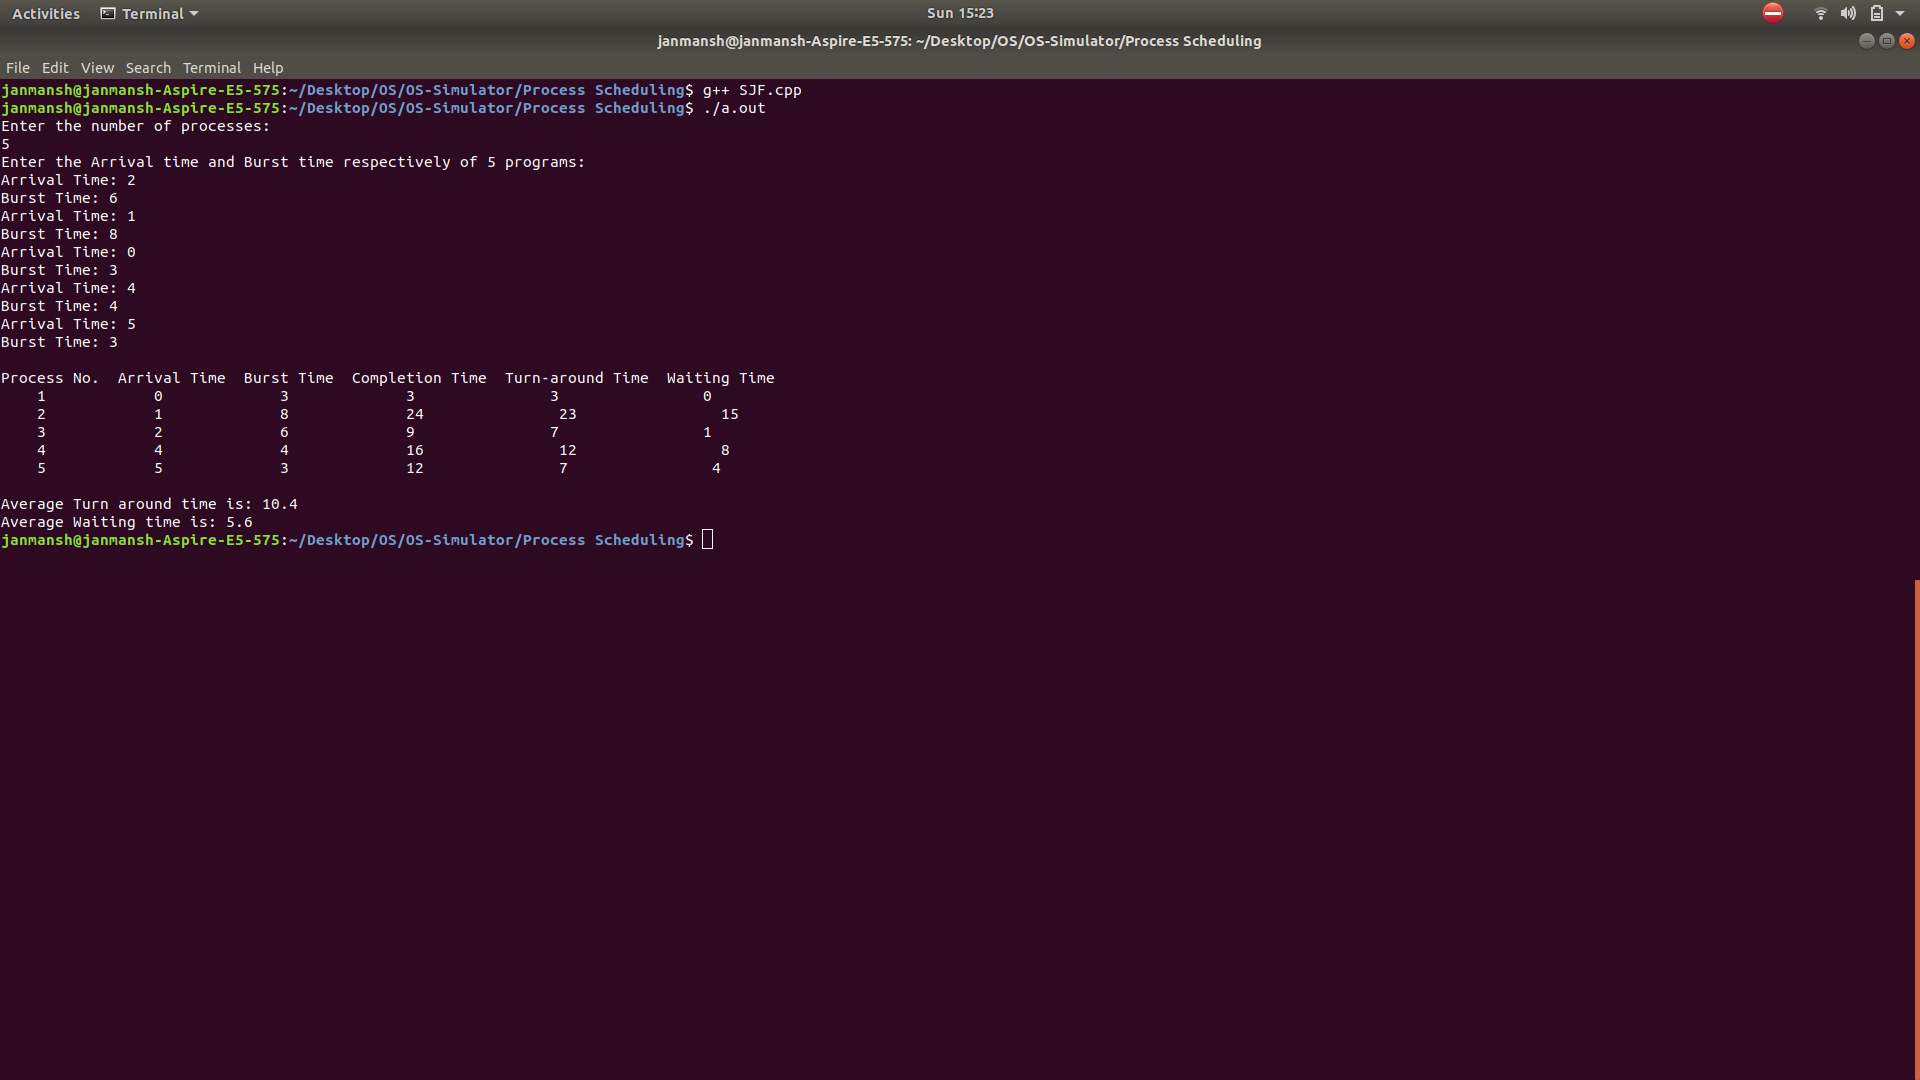 Activities Terminal Sun 15:23
janmansh@janmansh-Aspire-E5-575: ~/Desktop/OS/OS-Simulator/Process Scheduling
File Edit View Search Terminal Help
janmansh@janmansh-Aspire-E5-575:~/Desktop/OS/OS-Simulator/Process Scheduling$ g++ SJF.cpp
janmansh@janmansh-Aspire-E5-575:~/Desktop/OS/OS-Simulator/Process Scheduling$ ./a.out
Enter the number of processes:
5
Enter the Arrival time and Burst time respectively of 5 programs:
Arrival Time: 2
Burst Time: 6
Arrival Time: 1
Burst Time: 8
Arrival Time: 0
Burst Time: 3
Arrival Time: 4
Burst Time: 4
Arrival Time: 5
Burst Time: 3
Process No.  Arrival Time  Burst Time  Completion Time  Turn-around Time  Waiting Time
1 0 3 3 3 0
2 1 8 24 23 15
3 2 6 9 7 1
4 4 4 16 12 8
5 5 3 12 7 4
Average Turn around time is: 10.4
Average Waiting time is: 5.6
janmansh@janmansh-Aspire-E5-575:~/Desktop/OS/OS-Simulator/Process Scheduling$